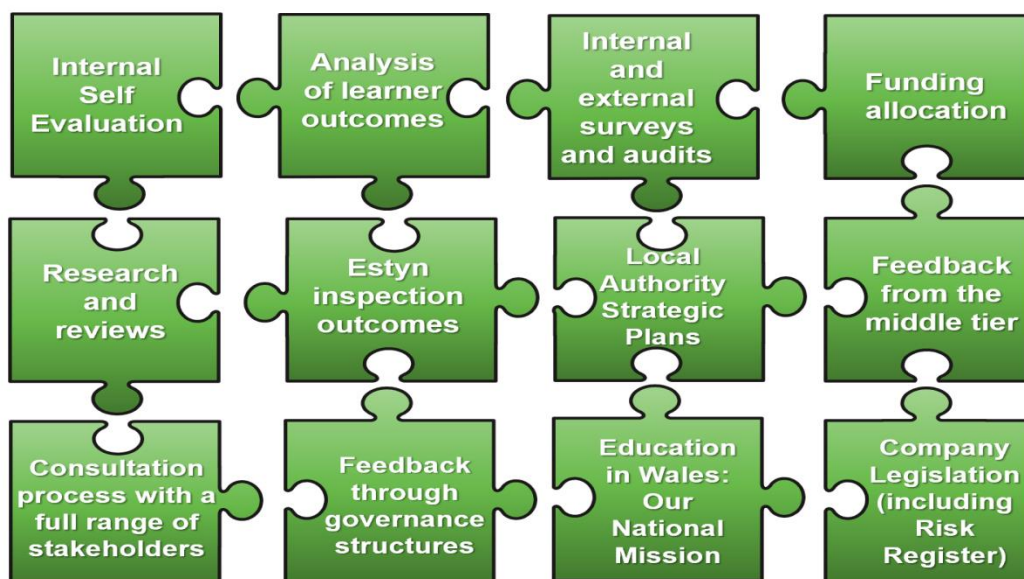 Internal
Self
Evaluation
Analysis
of learner
outcomes
Internal
and
external
surveys
and audits
Funding
allocation
Research
and
reviews
Estyn
inspection
outcomes
Local
Authority
Strategic
Plans
Feedback
from the
middle tier
Consultation
process with a
full range of
stakeholders
Feedback
through
governance
structures
Education
in Wales:
Our
National
Mission
Company
Legislation
(including
Risk
Register)